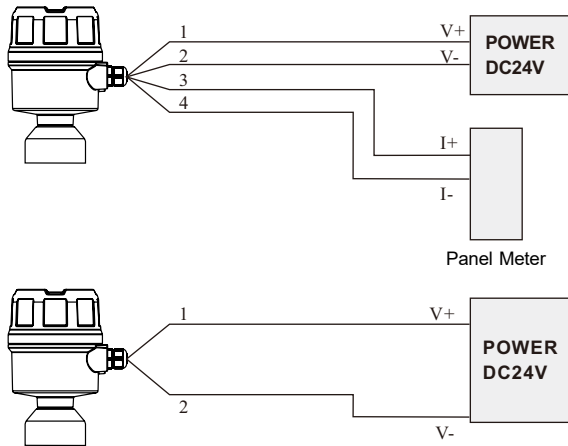 1
V+
POWER
DC24V
2
V-
3
4
I+
I-
Panel Meter
1
V+
POWER
DC24V
2
V-